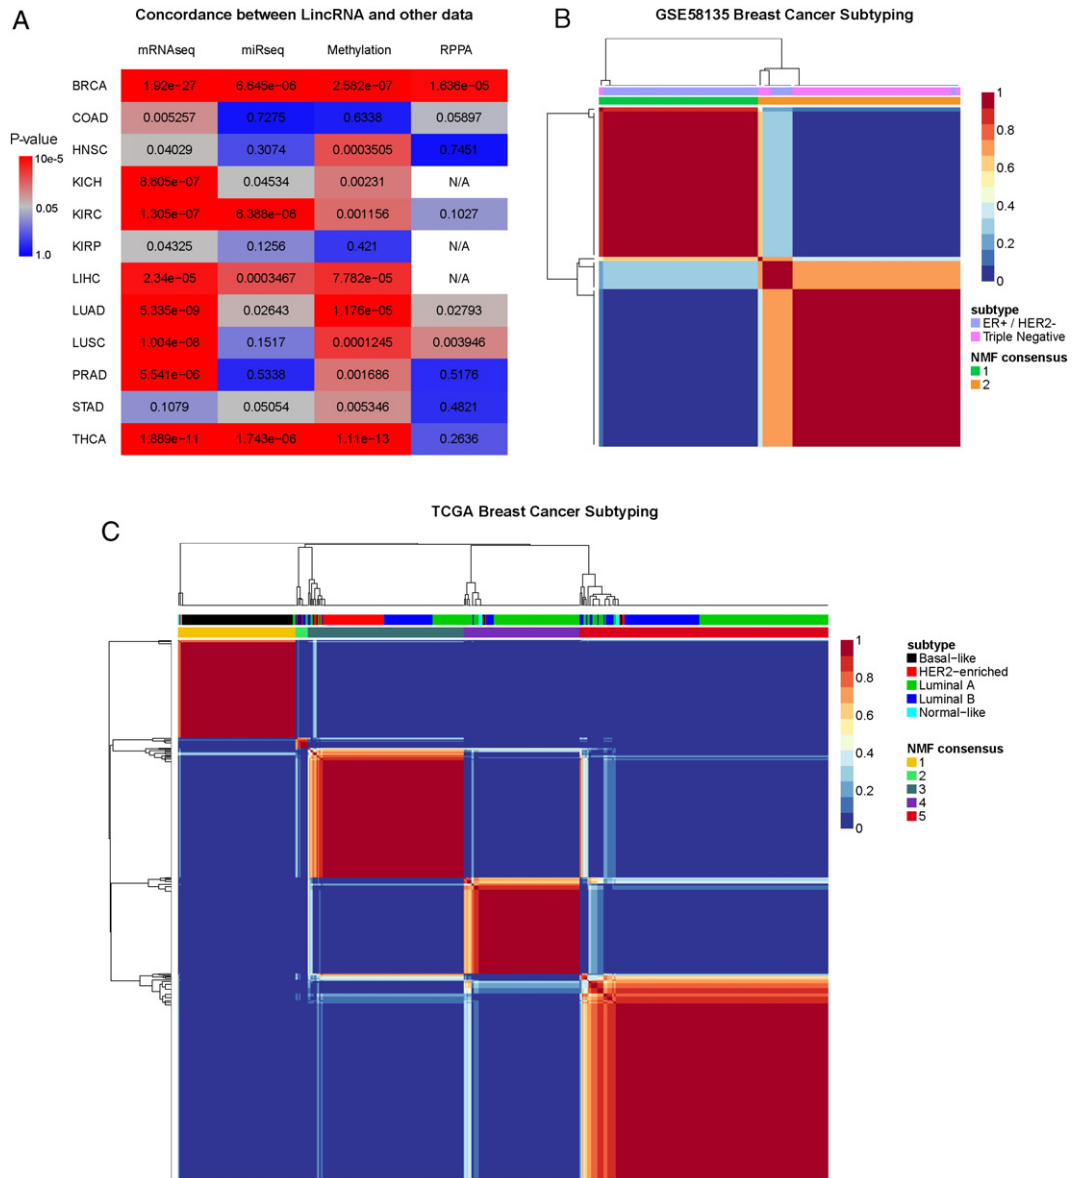 A
Concordance between LincRNA and other data
mRNAseq miRseq Methylation RPPA
BRCA 1.92e−27 6.645e−06 2.582e−07 1.636e−05
COAD 0.005257 0.7275 0.6338 0.05897
HNSC 0.04029 0.3074 0.0003505 0.7451
KICH 8.605e−07 0.04534 0.00231 N/A
KIRC 1.305e−07 6.388e−06 0.001156 0.1027
KIRP 0.04325 0.1256 0.421 N/A
LIHC 2.34e−05 0.0003467 7.782e−05 N/A
LUAD 5.335e−09 0.02643 1.176e−05 0.02793
LUSC 1.004e−08 0.1517 0.0001245 0.003946
PRAD 5.541e−06 0.5338 0.001686 0.5176
STAD 0.1079 0.05054 0.005346 0.4821
THCA 1.889e−11 1.743e−06 1.11e−13 0.2636
P-value
10e-5
0.05
1.0
B
GSE58135 Breast Cancer Subtyping
1
0.8
0.6
0.4
0.2
0
subtype
ER+ / HER2-
Triple Negative
NMF consensus
1
2
C
TCGA Breast Cancer Subtyping
1
0.8
0.6
0.4
0.2
0
subtype
Basal−like
HER2−enriched
Luminal A
Luminal B
Normal−like
NMF consensus
1
2
3
4
5